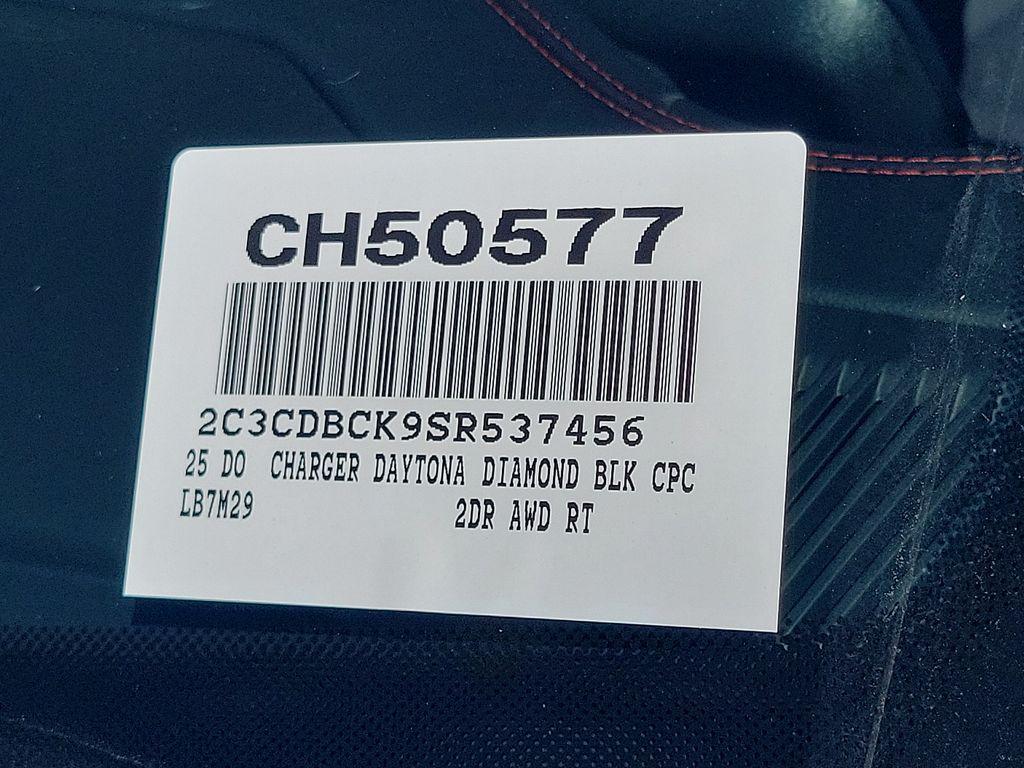 CH50577
2C3CDBCK9SR537456
25 DO CHARGER DAYTONA DIAMOND BLK CPC
LB7M29 2DR AWD RT